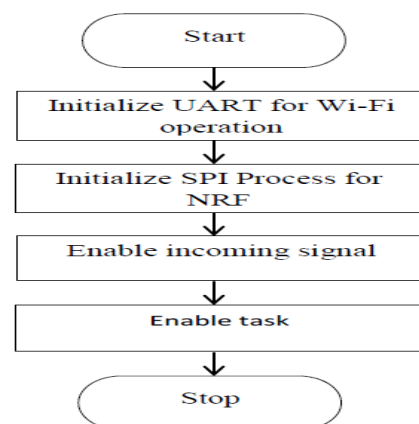 Start
Initialize UART for Wi-Fi
operation
Initialize SPI Process for
NRF
Enable incoming signal
Enable task
Stop